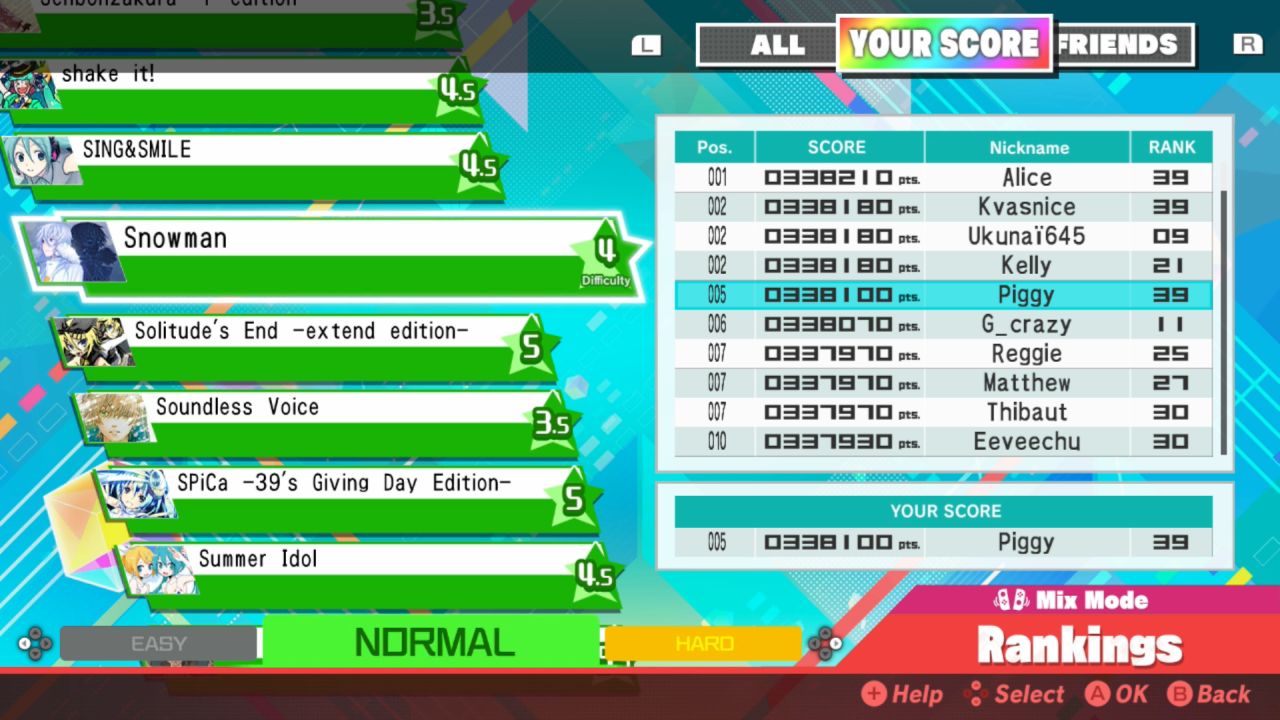 Senbonzakura -F edition-
3.5
shake it!
4.5
SING&SMILE
4.5
Snowman
4
Difficulty
Solitude's End -extend edition-
5
Soundless Voice
3.5
SPiCa -39's Giving Day Edition-
5
Summer Idol
4.5
EASY
NORMAL
HARD
L
ALL
YOUR SCORE
FRIENDS
R
Pos. SCORE Nickname RANK
001 0338210 pts. Alice 39
002 0338180 pts. Kvasnice 39
002 0338180 pts. Ukunaï645 09
002 0338180 pts. Kelly 21
005 0338100 pts. Piggy 39
006 0338070 pts. G_crazy 11
007 0337970 pts. Reggie 25
007 0337970 pts. Matthew 27
007 0337970 pts. Thibaut 30
010 0337930 pts. Eeveechu 30
YOUR SCORE
005 0338100 pts. Piggy 39
Mix Mode
Rankings
+ Help Select A OK B Back